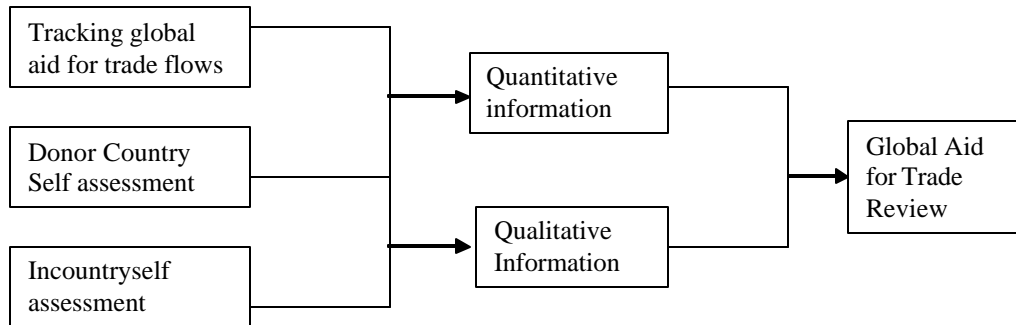 Tracking global
aid for trade flows
Donor Country
Self assessment
Incountryself
assessment
Quantitative
information
Qualitative
Information
Global Aid
for Trade
Review